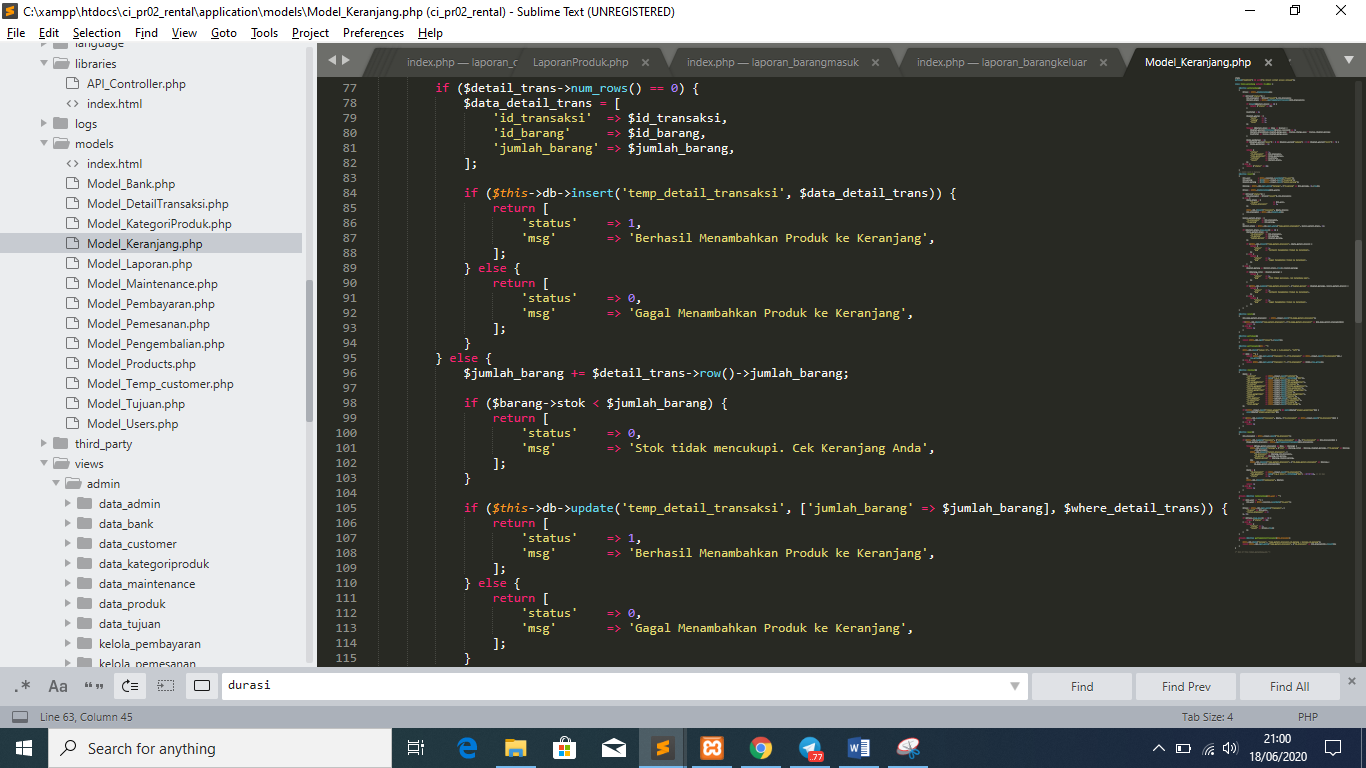 C:\xampp\htdocs\ci_pr02_rental\application\models\Model_Keranjang.php (ci_pr02_rental) - Sublime Text (UNREGISTERED)
File Edit Selection Find View Goto Tools Project Preferences Help
language
libraries
API_Controller.php
<> index.html
logs
models
<> index.html
Model_Bank.php
Model_DetailTransaksi.php
Model_KategoriProduk.php
Model_Keranjang.php
Model_Laporan.php
Model_Maintenance.php
Model_Pembayaran.php
Model_Pemesanan.php
Model_Pengembalian.php
Model_Products.php
Model_Temp_customer.php
Model_Tujuan.php
Model_Users.php
third_party
views
admin
data_admin
data_bank
data_customer
data_kategoriproduk
data_maintenance
data_produk
data_tujuan
kelola_pembayaran
kelola_pemesanan
index.php — laporan_c LaporanProduk.php index.php — laporan_barangmasuk index.php — laporan_barangkeluar Model_Keranjang.php
77 if ($detail_trans->num_rows() == 0) {
78 $data_detail_trans = [
79 'id_transaksi' => $id_transaksi,
80 'id_barang' => $id_barang,
81 'jumlah_barang' => $jumlah_barang,
82 ];
83
84 if ($this->db->insert('temp_detail_transaksi', $data_detail_trans)) {
85 return [
86 'status' => 1,
87 'msg' => 'Berhasil Menambahkan Produk ke Keranjang',
88 ];
89 } else {
90 return [
91 'status' => 0,
92 'msg' => 'Gagal Menambahkan Produk ke Keranjang',
93 ];
94 }
95 } else {
96 $jumlah_barang += $detail_trans->row()->jumlah_barang;
97
98 if ($barang->stok < $jumlah_barang) {
99 return [
100 'status' => 0,
101 'msg' => 'Stok tidak mencukupi. Cek Keranjang Anda',
102 ];
103 }
104
105 if ($this->db->update('temp_detail_transaksi', ['jumlah_barang' => $jumlah_barang], $where_detail_trans)) {
106 return [
107 'status' => 1,
108 'msg' => 'Berhasil Menambahkan Produk ke Keranjang',
109 ];
110 } else {
111 return [
112 'status' => 0,
113 'msg' => 'Gagal Menambahkan Produk ke Keranjang',
114 ];
115 }
.* Aa “” durasi Find Find Prev Find All
Line 63, Column 45 Tab Size: 4 PHP
Search for anything
.77
21:00
18/06/2020